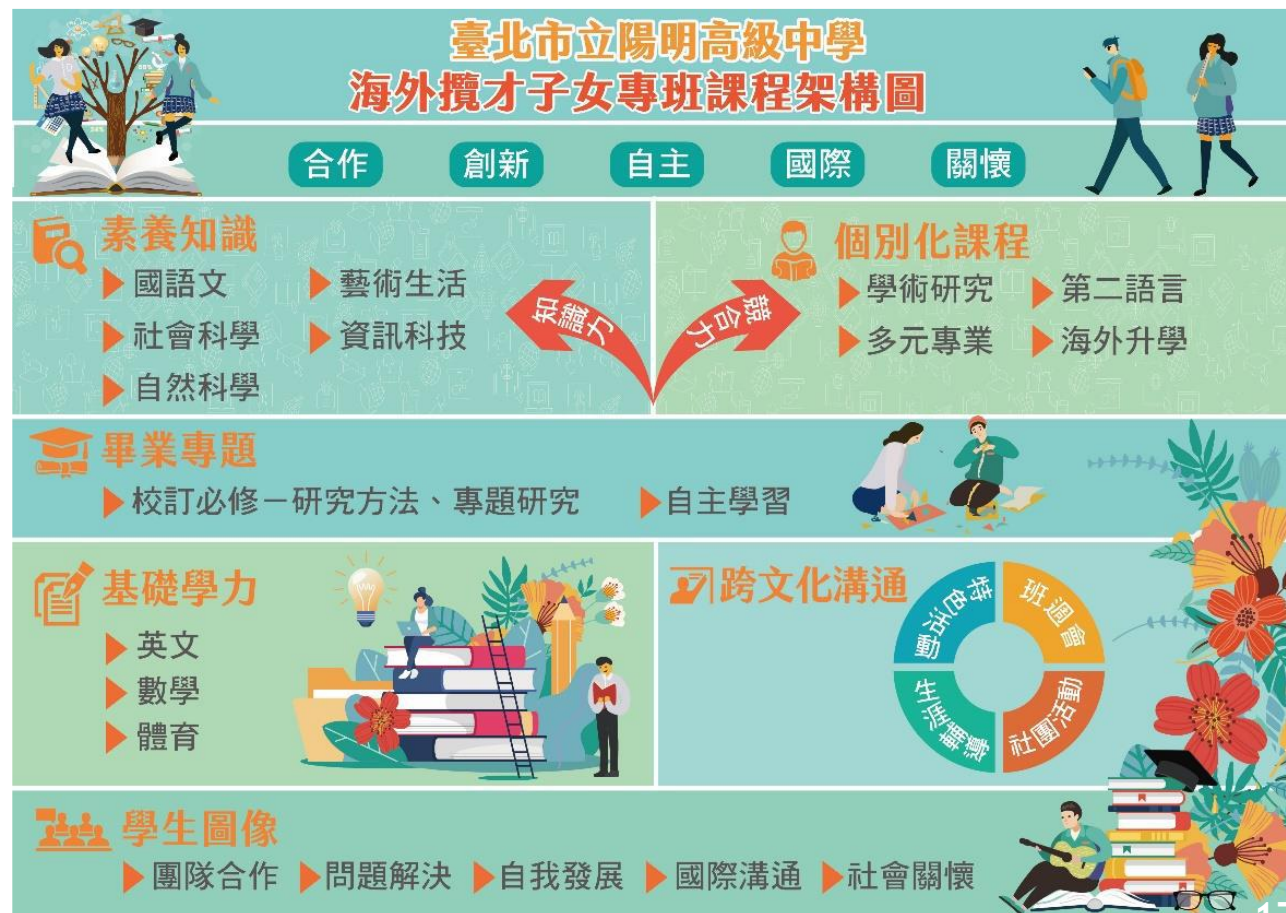 臺北市立陽明高級中學
海外攬才子女專班課程架構圖
合作 創新 自主 國際 關懷
素養知識
▶國語文 ▶藝術生活
▶社會科學 ▶資訊科技
▶自然科學
知識力
競合力
個別化課程
▶學術研究 ▶第二語言
▶多元專業 ▶海外升學
畢業專題
▶校訂必修－研究方法、專題研究 ▶自主學習
基礎學力
▶英文
▶數學
▶體育
跨文化溝通
特色活動
班週會
生涯輔導
社團活動
學生圖像
▶團隊合作 ▶問題解決 ▶自我發展 ▶國際溝通 ▶社會關懷